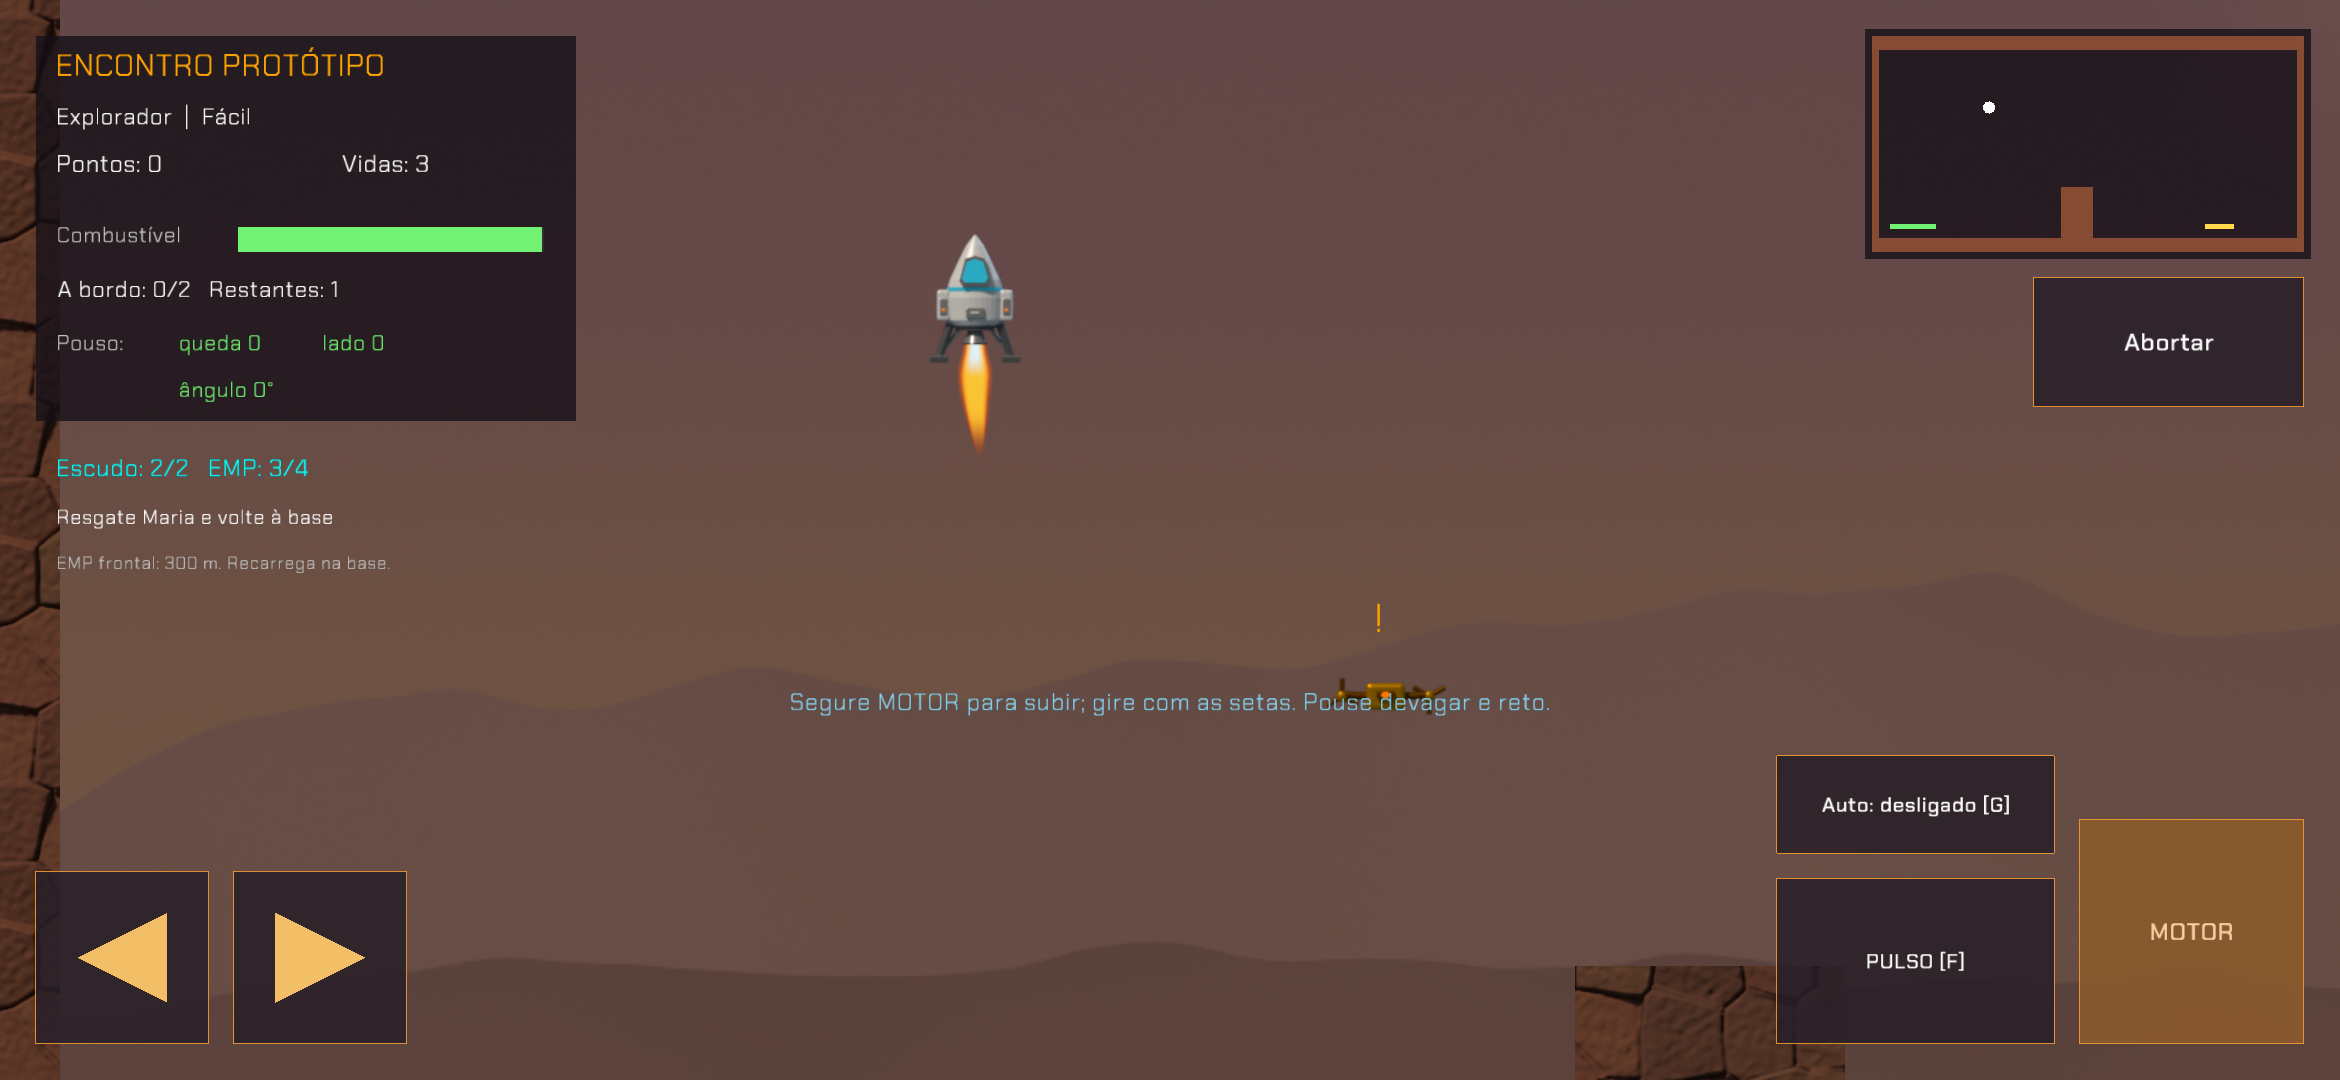 ENCONTRO PROTÓTIPO
Explorador | Fácil
Pontos: 0 Vidas: 3
Combustível
A bordo: 0/2 Restantes: 1
Pouso: queda 0 lado 0
ângulo 0°
Abortar
Escudo: 2/2 EMP: 3/4
Resgate Maria e volte à base
EMP frontal: 300 m. Recarrega na base.
!
Segure MOTOR para subir; gire com as setas. Pouse devagar e reto.
Auto: desligado [G]
MOTOR
PULSO [F]